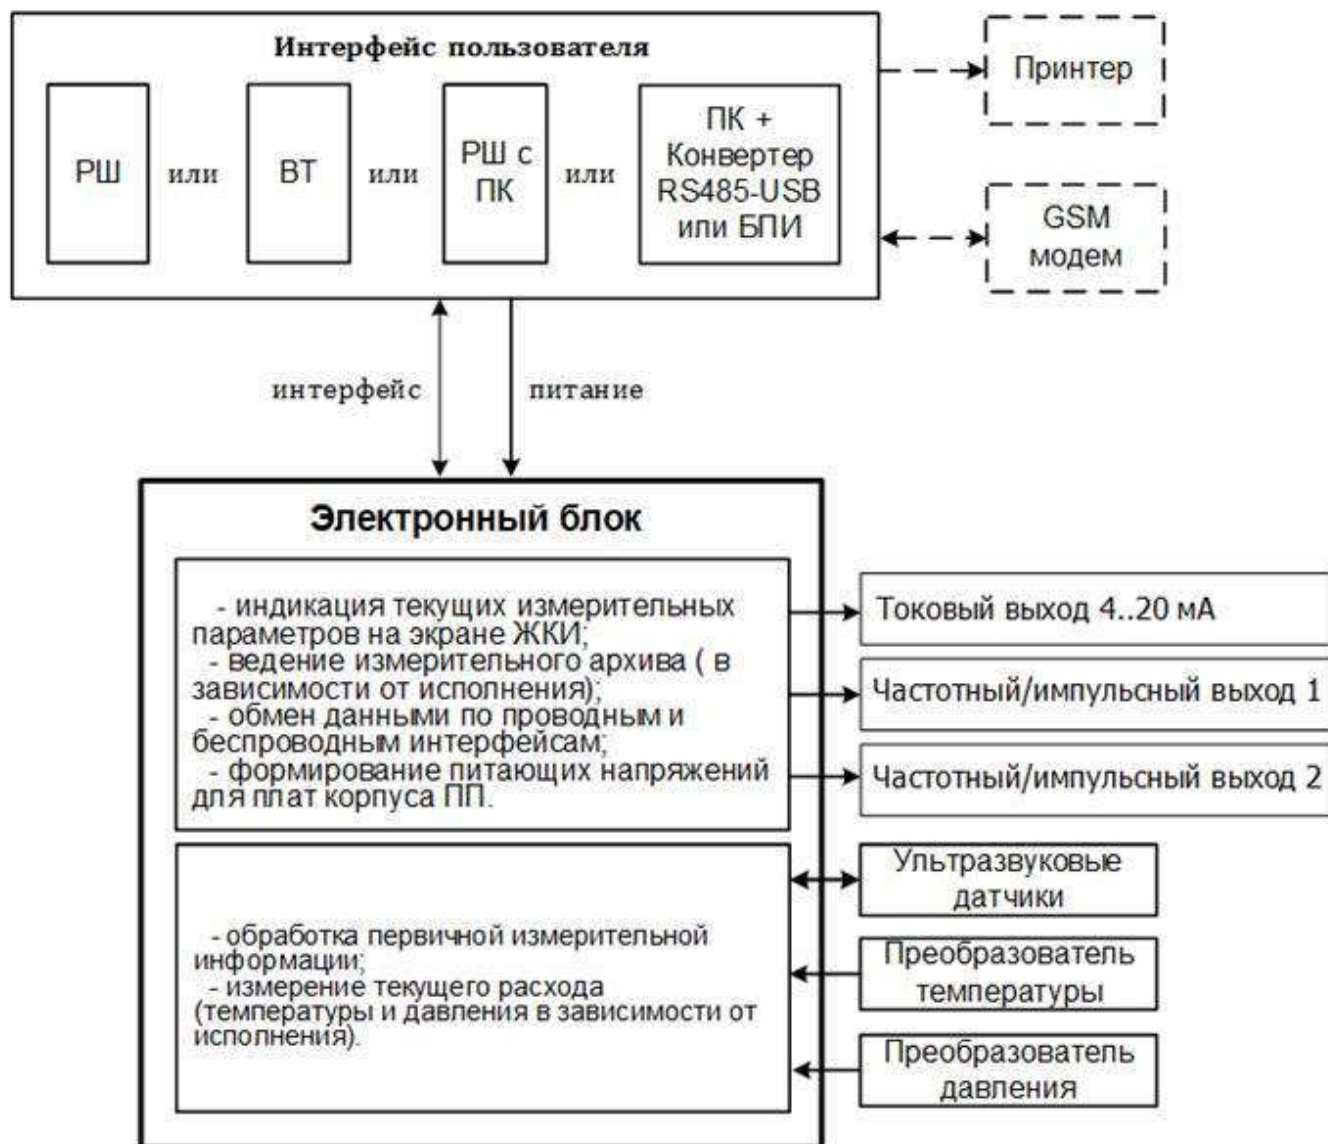 Интерфейс пользователя
РШ
или
ВТ
или
РШ с
ПК
или
ПК +
Конвертер
RS485-USB
или БПИ
Принтер
GSM
модем
интерфейс
питание
Электронный блок
- индикация текущих измерительных
параметров на экране ЖКИ;
- ведение измерительного архива ( в
зависимости от исполнения);
- обмен данными по проводным и
беспроводным интерфейсам;
- формирование питающих напряжений
для плат корпуса ПП.
Токовый выход 4..20 мА
Частотный/импульсный выход 1
Частотный/импульсный выход 2
- обработка первичной измерительной
информации;
- измерение текущего расхода
(температуры и давления в зависимости от
исполнения).
Ультразвуковые
датчики
Преобразователь
температуры
Преобразователь
давления